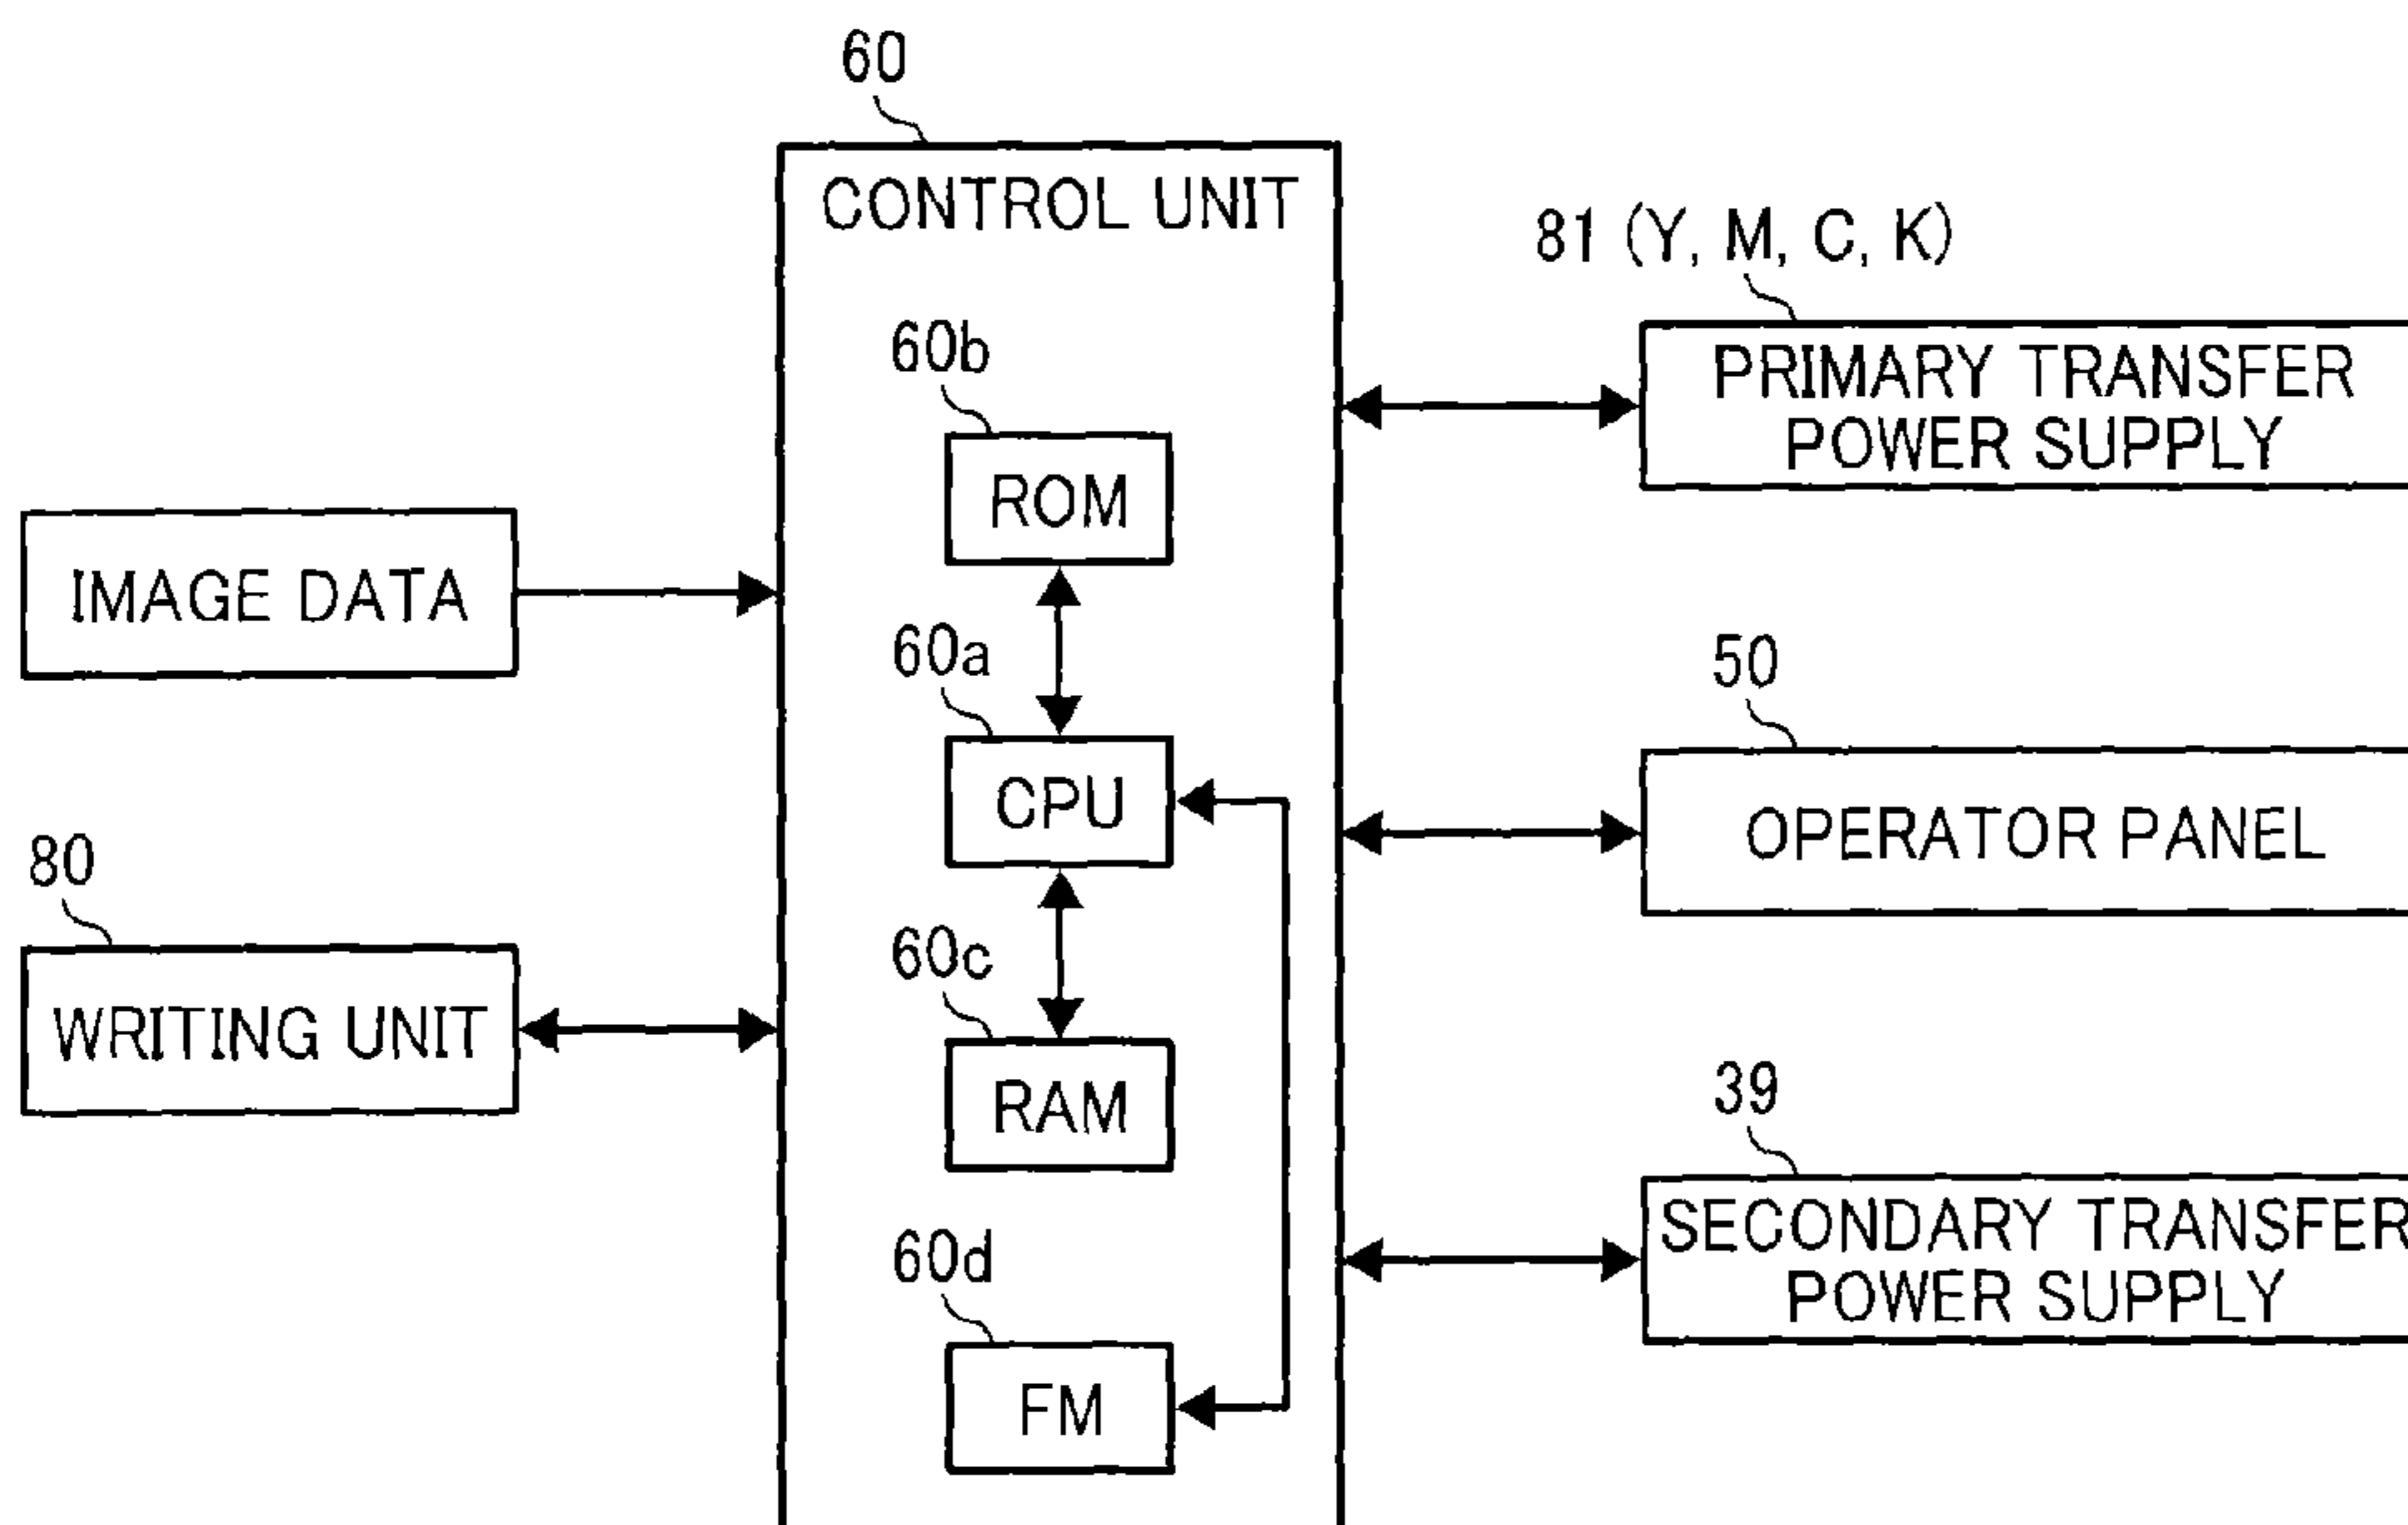 60
CONTROL UNIT
81 (Y, M, C, K)
60b
PRIMARY TRANSFER
POWER SUPPLY
ROM
IMAGE DATA
60a
50
CPU
OPERATOR PANEL
80
60c
WRITING UNIT
RAM
39
SECONDARY TRANSFER
POWER SUPPLY
60d
FM